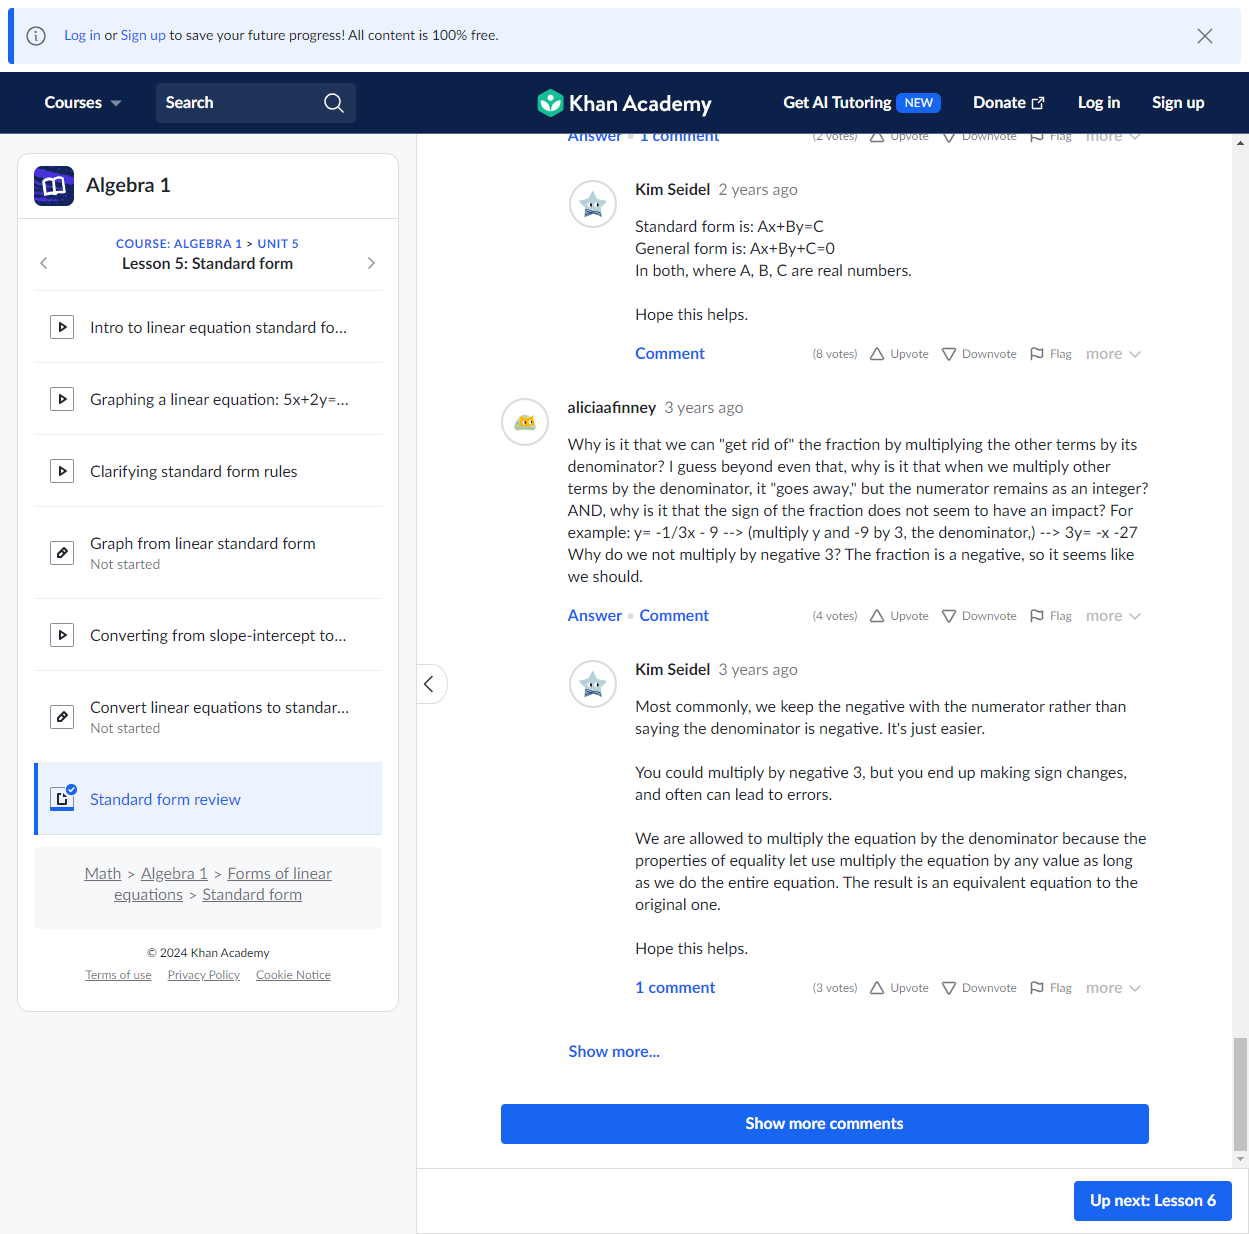 Log in or Sign up to save your future progress! All content is 100% free.
Courses
Search
Khan Academy
Get AI Tutoring NEW
Donate
Log in
Sign up
Algebra 1
COURSE: ALGEBRA 1 > UNIT 5
Lesson 5: Standard form
Intro to linear equation standard fo...
Graphing a linear equation: 5x+2y=...
Clarifying standard form rules
Graph from linear standard form
Not started
Converting from slope-intercept to...
Convert linear equations to standar...
Not started
Standard form review
Math > Algebra 1 > Forms of linear
equations > Standard form
© 2024 Khan Academy
Terms of use Privacy Policy Cookie Notice
Answer • 1 comment (2 votes) Upvote Downvote Flag more
Kim Seidel 2 years ago
Standard form is: Ax+By=C
General form is: Ax+By+C=0
In both, where A, B, C are real numbers.
Hope this helps.
Comment (8 votes) Upvote Downvote Flag more
aliciaafinney 3 years ago
Why is it that we can "get rid of" the fraction by multiplying the other terms by its
denominator? I guess beyond even that, why is it that when we multiply other
terms by the denominator, it "goes away," but the numerator remains as an integer?
AND, why is it that the sign of the fraction does not seem to have an impact? For
example: y= -1/3x - 9 --> (multiply y and -9 by 3, the denominator,) --> 3y= -x -27
Why do we not multiply by negative 3? The fraction is a negative, so it seems like
we should.
Answer • Comment (4 votes) Upvote Downvote Flag more
Kim Seidel 3 years ago
Most commonly, we keep the negative with the numerator rather than
saying the denominator is negative. It's just easier.
You could multiply by negative 3, but you end up making sign changes,
and often can lead to errors.
We are allowed to multiply the equation by the denominator because the
properties of equality let use multiply the equation by any value as long
as we do the entire equation. The result is an equivalent equation to the
original one.
Hope this helps.
1 comment (3 votes) Upvote Downvote Flag more
Show more...
Show more comments
Up next: Lesson 6